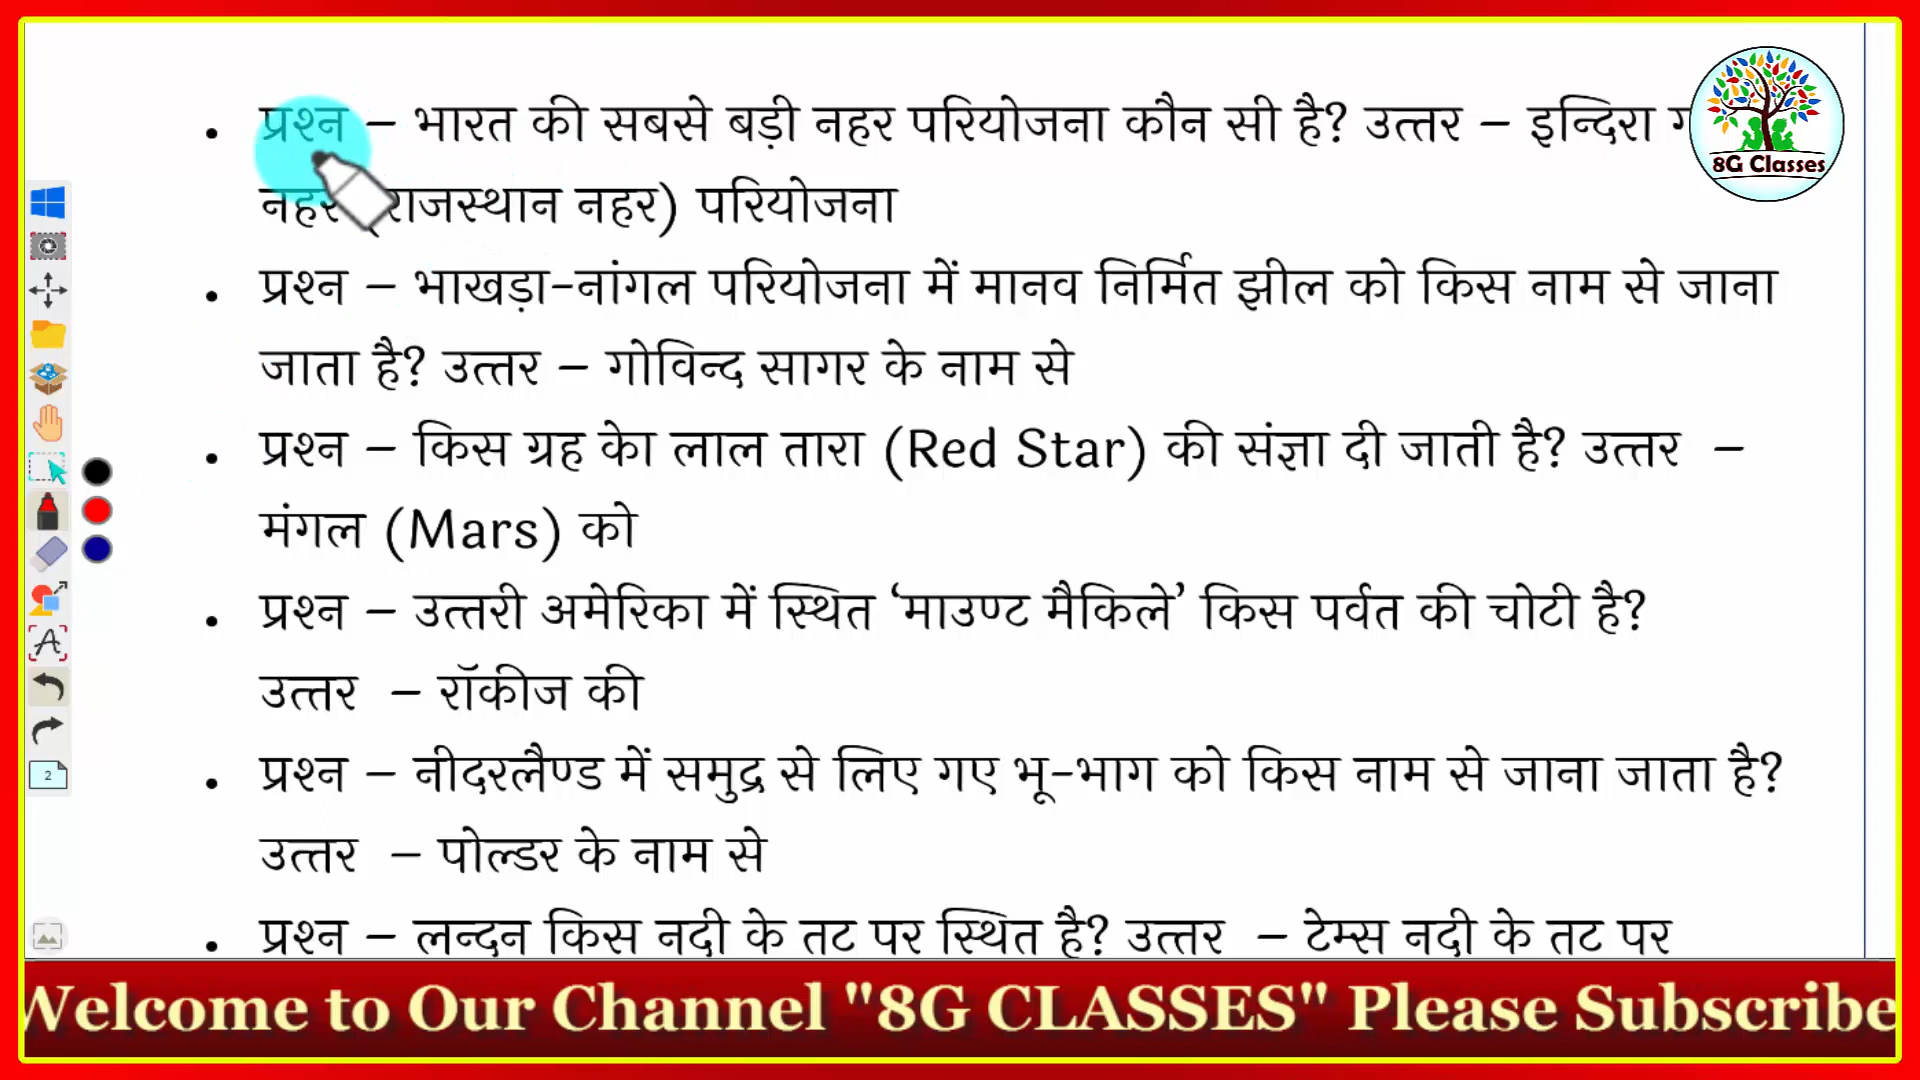 • प्रश्न – भारत की सबसे बड़ी नहर परियोजना कौन सी है? उत्तर – इन्दिरा
8G Classes
नहर राजस्थान नहर) परियोजना
• प्रश्न – भाखड़ा-नांगल परियोजना में मानव निर्मित झील को किस नाम से जाना
जाता है? उत्तर – गोविन्द सागर के नाम से
• प्रश्न – किस ग्रह केा लाल तारा (Red Star) की संज्ञा दी जाती है? उत्तर –
मंगल (Mars) को
• प्रश्न – उत्तरी अमेरिका में स्थित ‘माउण्ट मैकिले’ किस पर्वत की चोटी है?
उत्तर – रॉकीज की
• प्रश्न – नीदरलैण्ड में समुद्र से लिए गए भू-भाग को किस नाम से जाना जाता है?
उत्तर – पोल्डर के नाम से
• प्रश्न – लन्दन किस नदी के तट पर स्थित है? उत्तर – टेम्स नदी के तट पर
2
Welcome to Our Channel "8G CLASSES" Please Subscribe